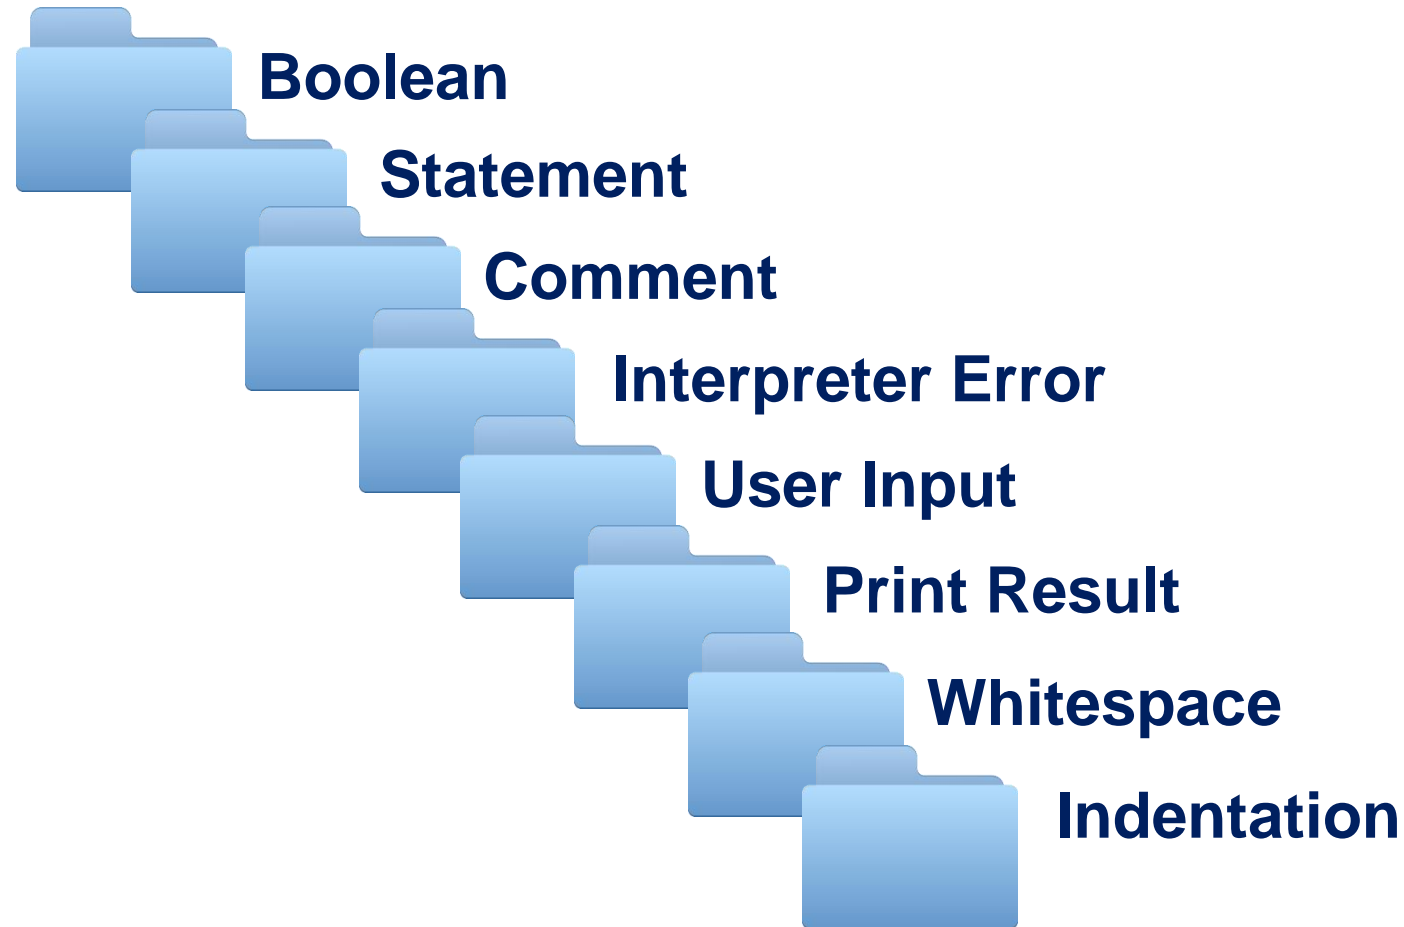 Boolean
Statement
Comment
Interpreter Error
User Input
Print Result
Whitespace
Indentation